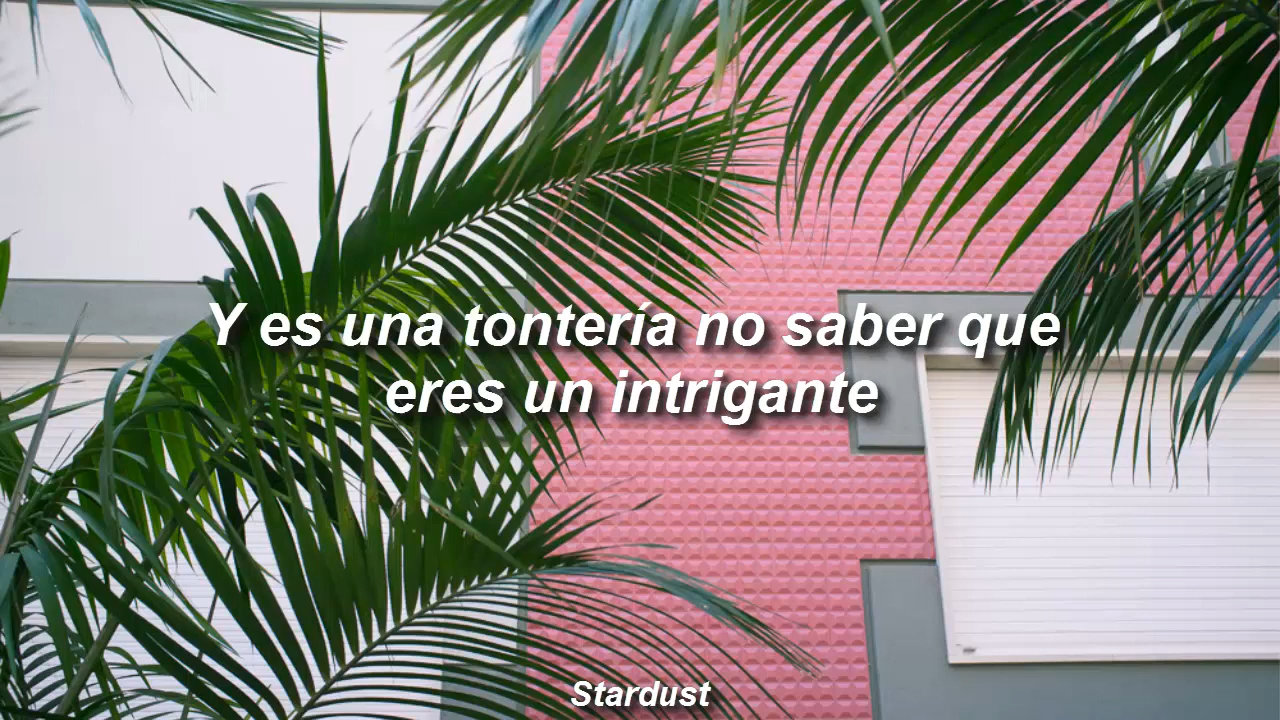 Y es una tontería no saber que
eres un intrigante
Stardust